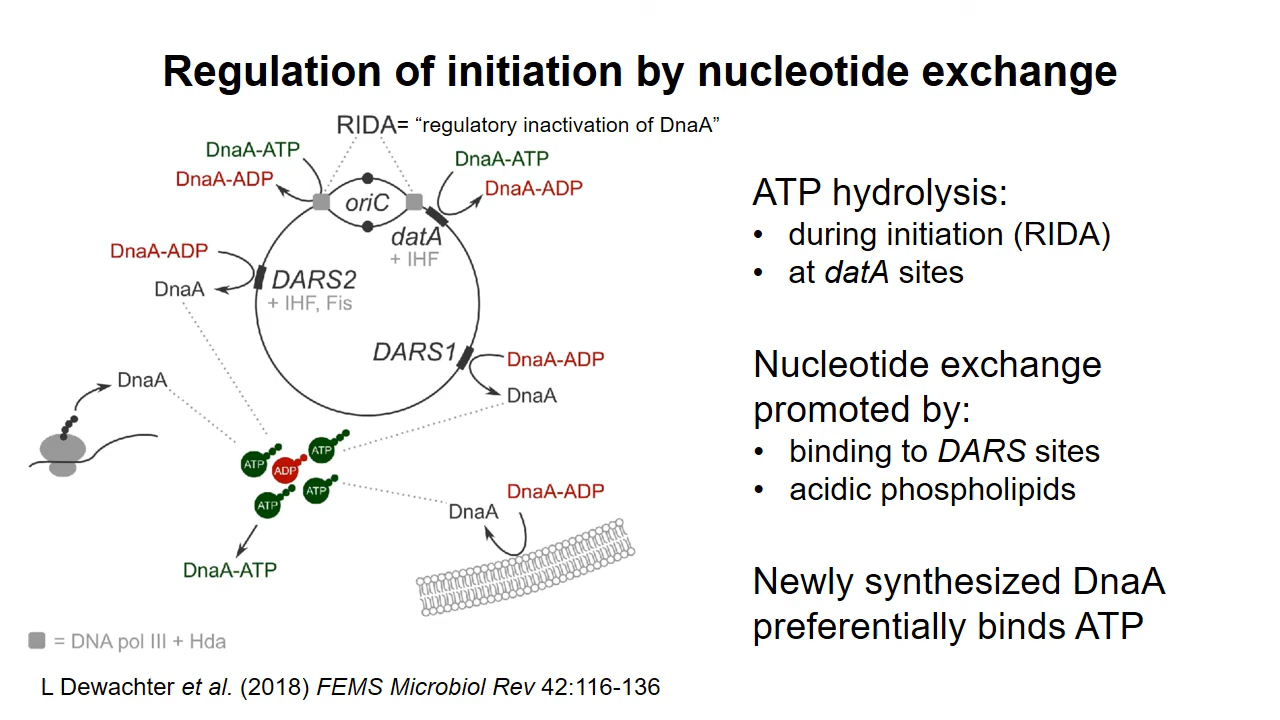 Regulation of initiation by nucleotide exchange
RIDA= “regulatory inactivation of DnaA”
DnaA-ATP
DnaA-ADP
DnaA-ATP
DnaA-ADP
oriC
datA
+ IHF
DnaA-ADP
DnaA
DARS2
+ IHF, Fis
DARS1
DnaA-ADP
DnaA
DnaA
ATP
ADP
ATP
ATP
ATP
DnaA-ATP
DnaA-ADP
DnaA
= DNA pol III + Hda
L Dewachter et al. (2018) FEMS Microbiol Rev 42:116-136
ATP hydrolysis:
• during initiation (RIDA)
• at datA sites
Nucleotide exchange
promoted by:
• binding to DARS sites
• acidic phospholipids
Newly synthesized DnaA
preferentially binds ATP